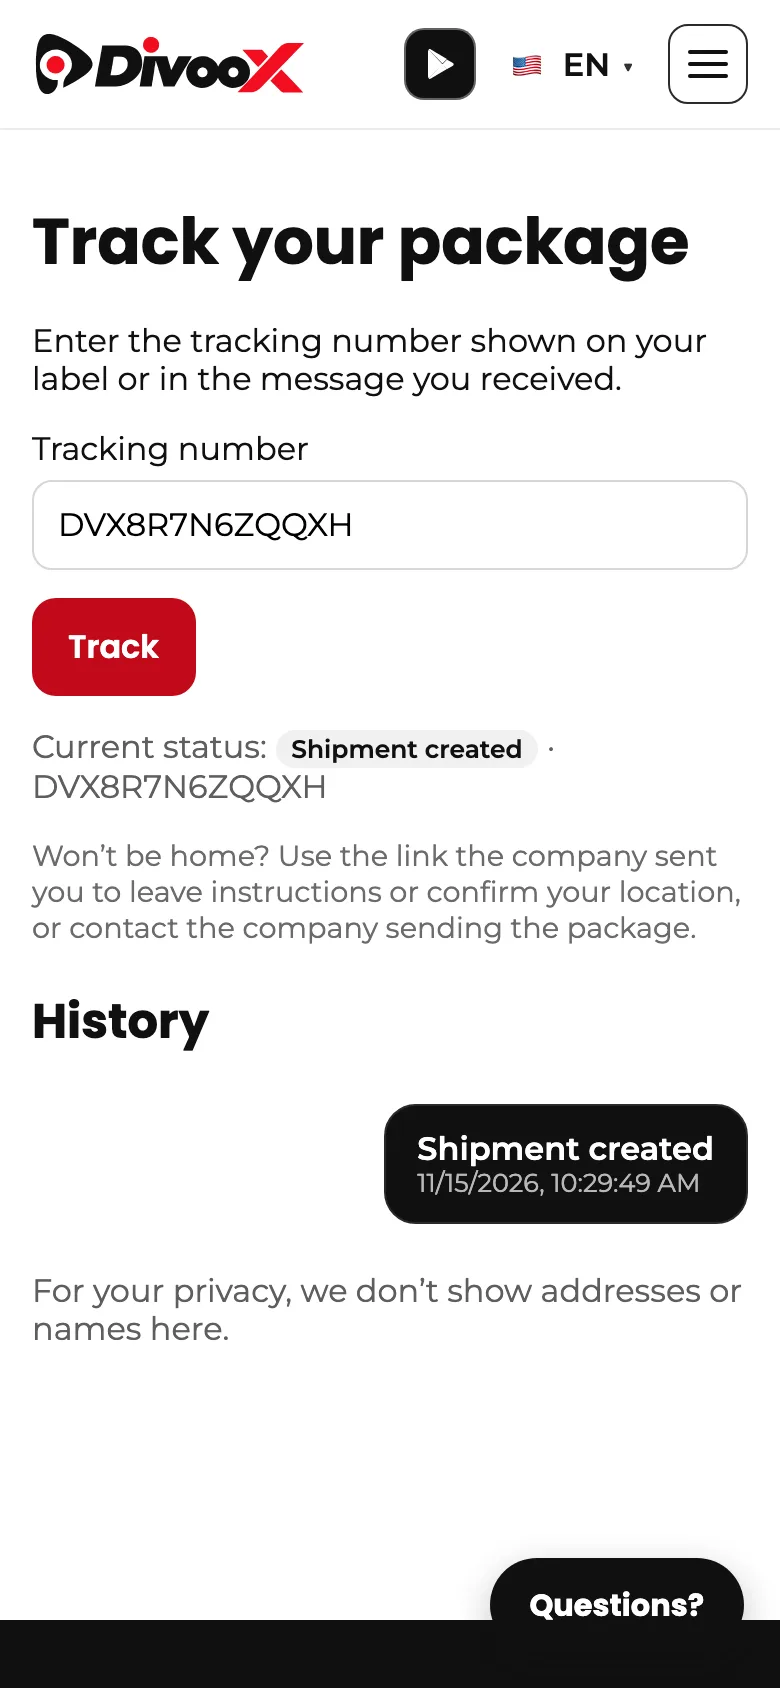 DivooX
EN
Track your package
Enter the tracking number shown on your
label or in the message you received.
Tracking number
DVX8R7N6ZQQXH
Track
Current status: Shipment created ·
DVX8R7N6ZQQXH
Won’t be home? Use the link the company sent
you to leave instructions or confirm your location,
or contact the company sending the package.
History
Shipment created
11/15/2026, 10:29:49 AM
For your privacy, we don’t show addresses or
names here.
Questions?